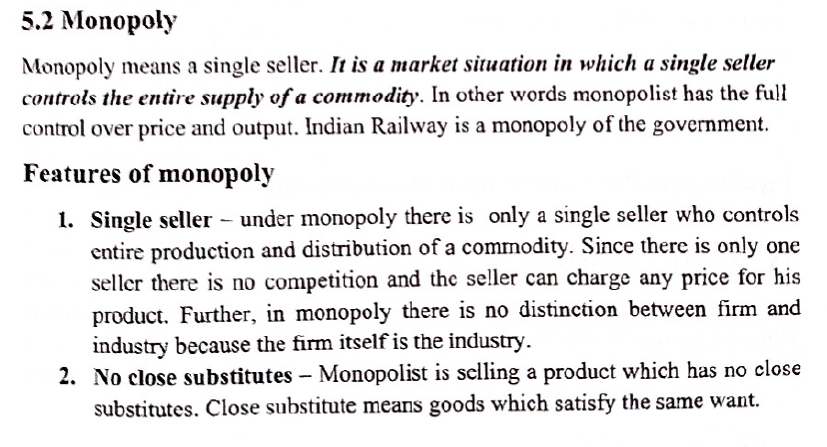 5.2 Monopoly
Monopoly means a single seller. It is a market situation in which a single seller
controls the entire supply of a commodity. In other words monopolist has the full
control over price and output. Indian Railway is a monopoly of the government.
Features of monopoly
1. Single seller – under monopoly there is only a single seller who controls
entire production and distribution of a commodity. Since there is only one
seller there is no competition and the seller can charge any price for his
product. Further, in monopoly there is no distinction between firm and
industry because the firm itself is the industry.
2. No close substitutes – Monopolist is selling a product which has no close
substitutes. Close substitute means goods which satisfy the same want.